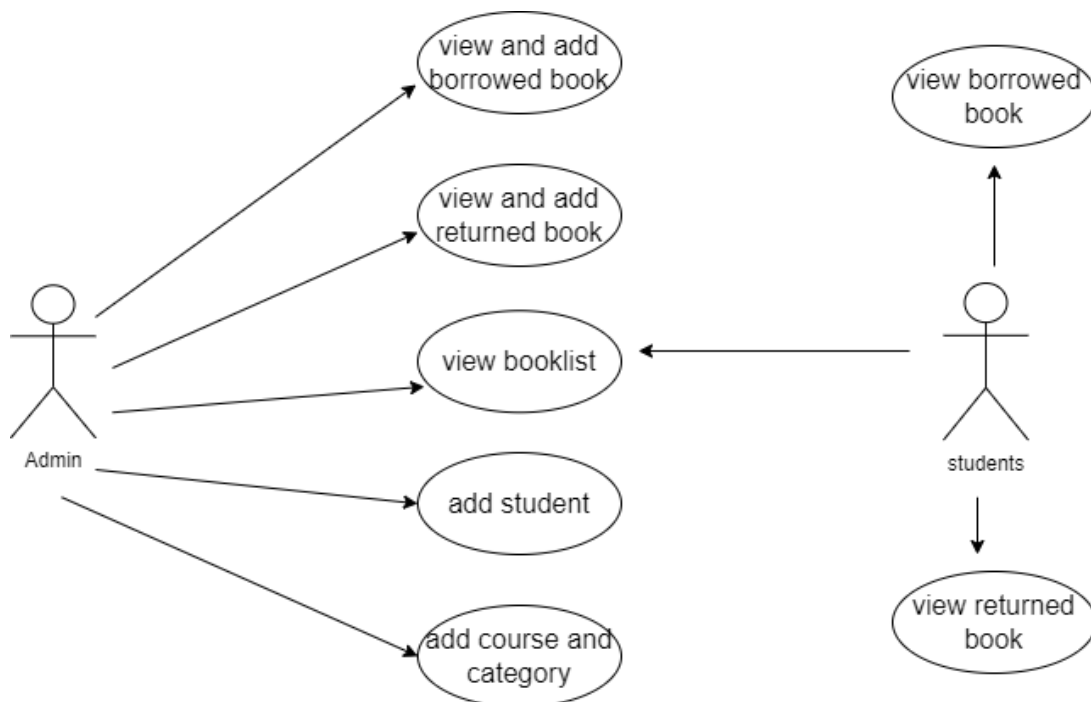 view and add
borrowed book
view borrowed
book
view and add
returned book
view booklist
Admin
students
add student
view returned
book
add course and
category